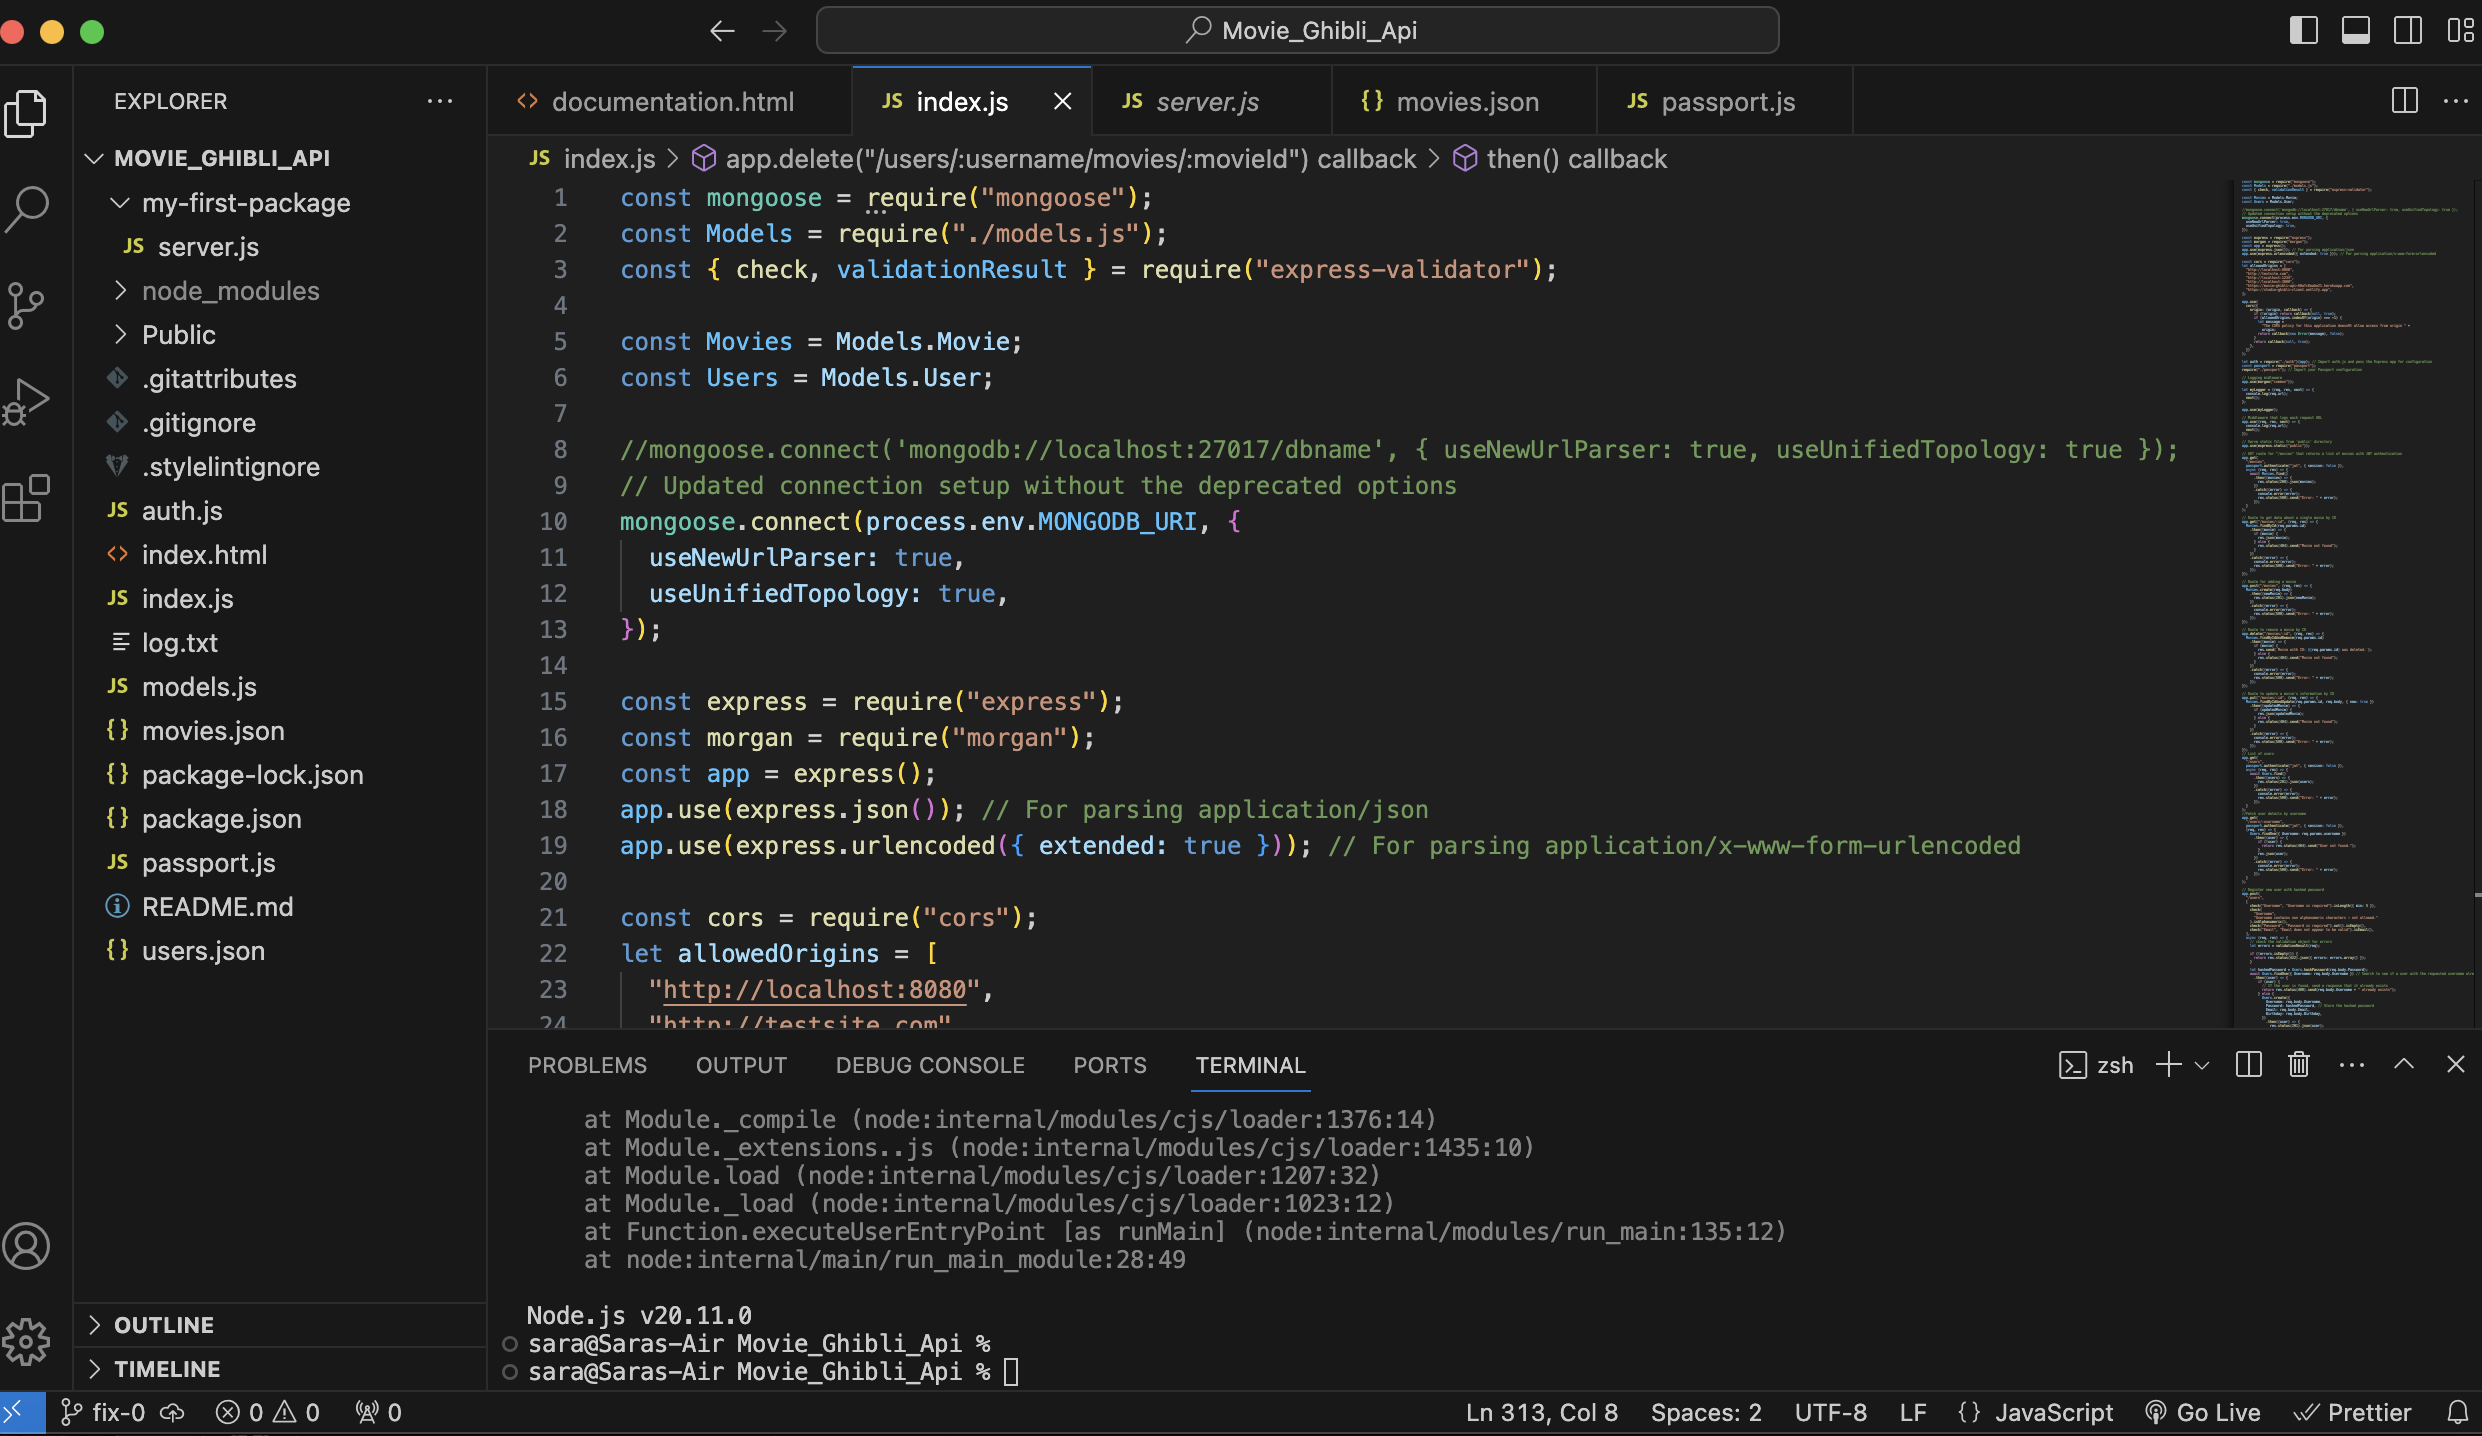 Movie_Ghibli_Api
EXPLORER
MOVIE_GHIBLI_API
my-first-package
JS server.js
node_modules
Public
.gitattributes
.gitignore
.stylelintignore
JS auth.js
<> index.html
JS index.js
log.txt
JS models.js
{} movies.json
{} package-lock.json
{} package.json
JS passport.js
README.md
{} users.json
OUTLINE
TIMELINE
<> documentation.html
JS index.js
JS server.js
{} movies.json
JS passport.js
JS index.js > app.delete("/users/:username/movies/:movieId") callback > then() callback
1 const mongoose = require("mongoose");
2 const Models = require("./models.js");
3 const { check, validationResult } = require("express-validator");
4
5 const Movies = Models.Movie;
6 const Users = Models.User;
7
8 //mongoose.connect('mongodb://localhost:27017/dbname', { useNewUrlParser: true, useUnifiedTopology: true });
9 // Updated connection setup without the deprecated options
10 mongoose.connect(process.env.MONGODB_URI, {
11 useNewUrlParser: true,
12 useUnifiedTopology: true,
13 });
14
15 const express = require("express");
16 const morgan = require("morgan");
17 const app = express();
18 app.use(express.json()); // For parsing application/json
19 app.use(express.urlencoded({ extended: true })); // For parsing application/x-www-form-urlencoded
20
21 const cors = require("cors");
22 let allowedOrigins = [
23 "http://localhost:8080",
24 "http://testsite.com"
PROBLEMS
OUTPUT
DEBUG CONSOLE
PORTS
TERMINAL
zsh
at Module._compile (node:internal/modules/cjs/loader:1376:14)
at Module._extensions..js (node:internal/modules/cjs/loader:1435:10)
at Module.load (node:internal/modules/cjs/loader:1207:32)
at Module._load (node:internal/modules/cjs/loader:1023:12)
at Function.executeUserEntryPoint [as runMain] (node:internal/modules/run_main:135:12)
at node:internal/main/run_main_module:28:49
Node.js v20.11.0
sara@Saras-Air Movie_Ghibli_Api %
sara@Saras-Air Movie_Ghibli_Api %
fix-0
0
0
0
Ln 313, Col 8
Spaces: 2
UTF-8
LF
{} JavaScript
Go Live
Prettier